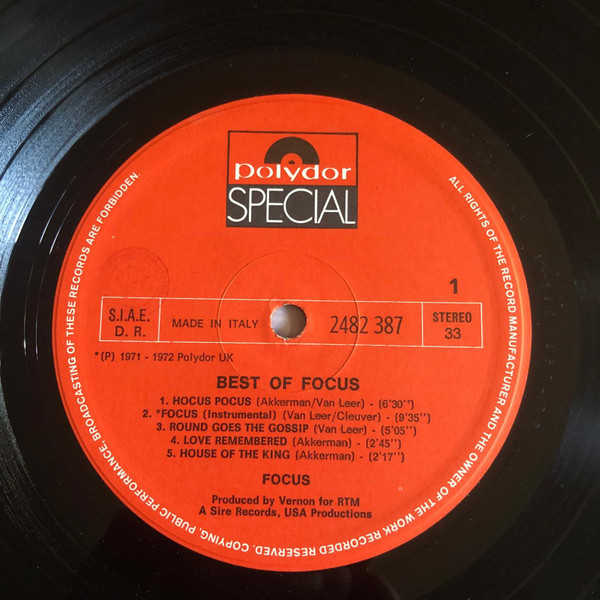 polydor
SPECIAL
1
S.I.A.E.
D. R.
MADE IN ITALY
2482 387
STEREO
33
*(P) 1971 - 1972 Polydor UK
BEST OF FOCUS
1. HOCUS POCUS (Akkerman/Van Leer) - (6'30'')
2. *FOCUS (Instrumental) (Van Leer/Cleuver) - (9'35'')
3. ROUND GOES THE GOSSIP (Van Leer) - (5'05'')
4. LOVE REMEMBERED (Akkerman) - (2'45'')
5. HOUSE OF THE KING (Akkerman) - (2'17'')
FOCUS
Produced by Vernon for RTM
A Sire Records, USA Productions
ALL RIGHTS OF THE RECORD MANUFACTURER AND THE OWNER OF THE WORK RECORDED RESERVED. COPYING, PUBLIC PERFORMANCE, BROADCASTING OF THESE RECORDS ARE FORBIDDEN.